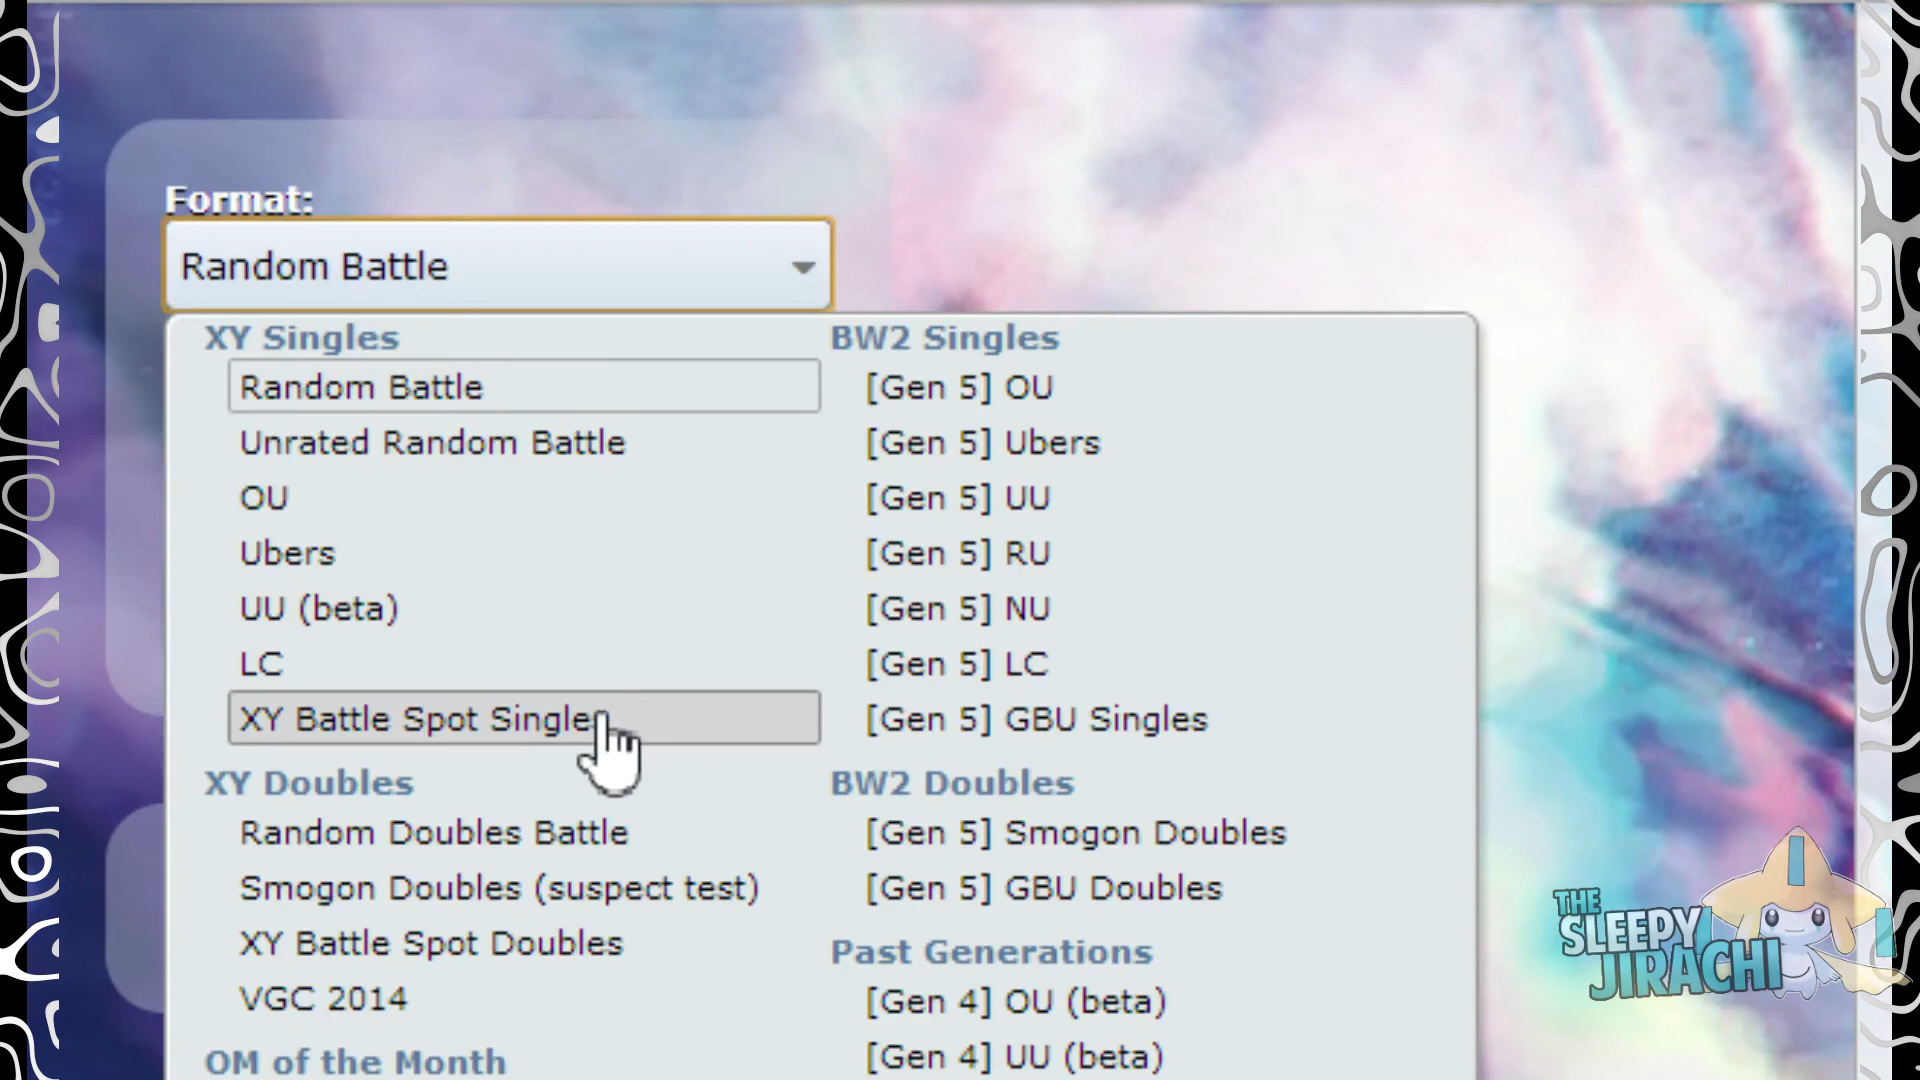 Format:
Random Battle
XY Singles
Random Battle
Unrated Random Battle
OU
Ubers
UU (beta)
LC
XY Battle Spot Singles
XY Doubles
Random Doubles Battle
Smogon Doubles (suspect test)
XY Battle Spot Doubles
VGC 2014
OM of the Month
BW2 Singles
[Gen 5] OU
[Gen 5] Ubers
[Gen 5] UU
[Gen 5] RU
[Gen 5] NU
[Gen 5] LC
[Gen 5] GBU Singles
BW2 Doubles
[Gen 5] Smogon Doubles
[Gen 5] GBU Doubles
Past Generations
[Gen 4] OU (beta)
[Gen 4] UU (beta)
THE
SLEEPY
JIRACHI